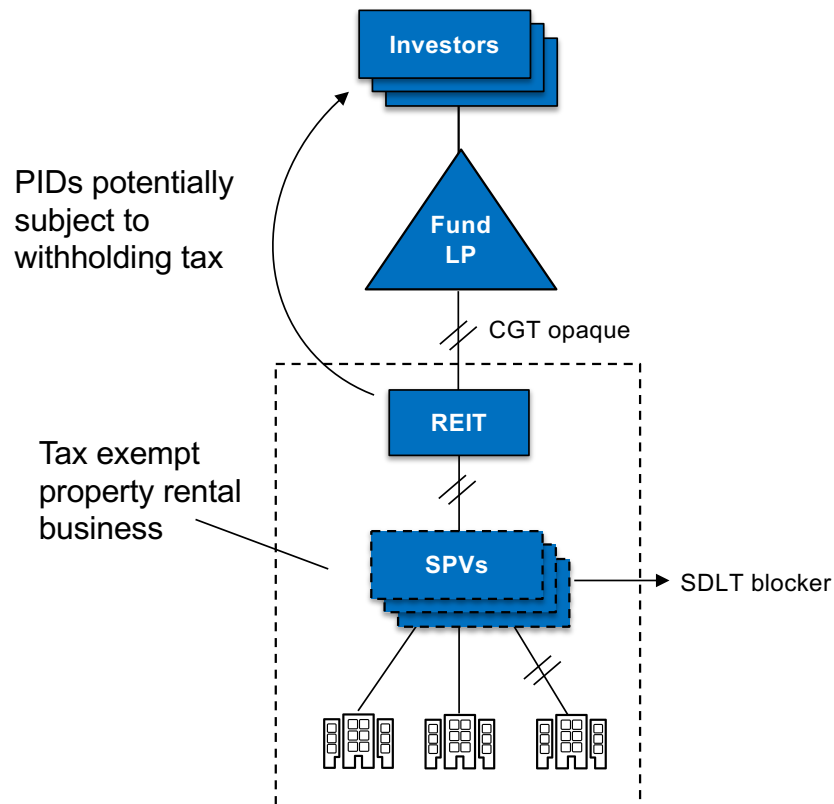 Investors
PIDs potentially
subject to
withholding tax
Fund
LP
CGT opaque
REIT
Tax exempt
property rental
business
SPVs
SDLT blocker